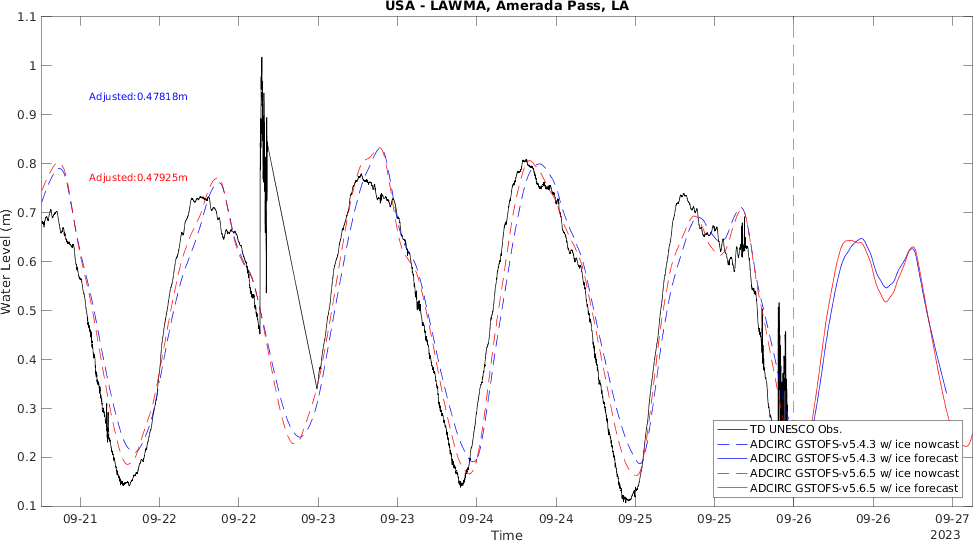 USA - LAWMA, Amerada Pass, LA
1.1
1
0.9
0.8
0.7
0.6
0.5
0.4
0.3
0.2
0.1
Water Level (m)
Adjusted:0.47818m
Adjusted:0.47925m
TD UNESCO Obs.
ADCIRC GSTOFS-v5.4.3 w/ ice nowcast
ADCIRC GSTOFS-v5.4.3 w/ ice forecast
ADCIRC GSTOFS-v5.6.5 w/ ice nowcast
ADCIRC GSTOFS-v5.6.5 w/ ice forecast
09-21 09-22 09-22 09-23 09-23 09-24 09-24 09-25 09-25 09-26 09-26 09-27
2023
Time